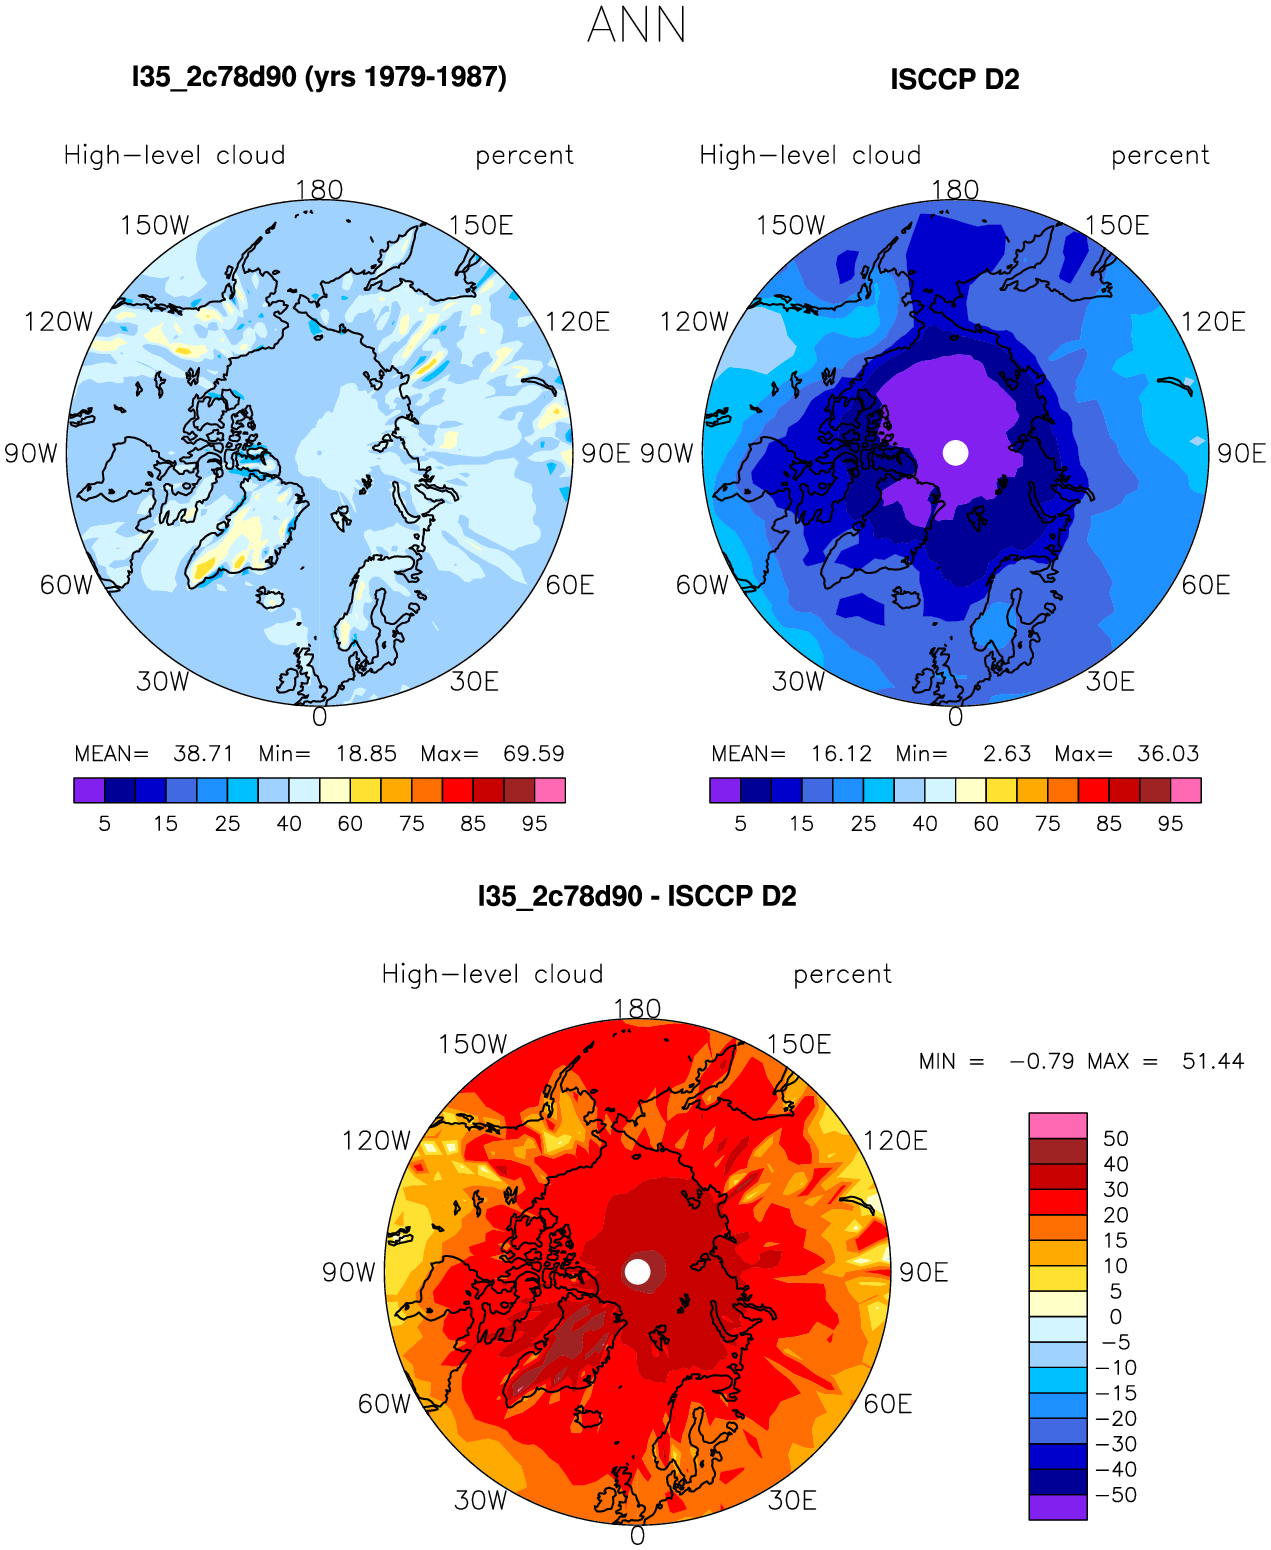 ANN
I35_2c78d90 (yrs 1979-1987)
ISCCP D2
High-level cloud percent
High-level cloud percent
180
180
150W 150E
150W 150E
120W 120E
120W 120E
90W 90E
90W 90E
60W 60E
60W 60E
30W 30E
30W 30E
0
0
MEAN= 38.71 Min= 18.85 Max= 69.59
MEAN= 16.12 Min= 2.63 Max= 36.03
5 15 25 40 60 75 85 95
5 15 25 40 60 75 85 95
I35_2c78d90 - ISCCP D2
High-level cloud percent
180
150W 150E
MIN = -0.79 MAX = 51.44
120W 120E
90W 90E
60W 60E
30W 30E
0
50
40
30
20
15
10
5
0
-5
-10
-15
-20
-30
-40
-50